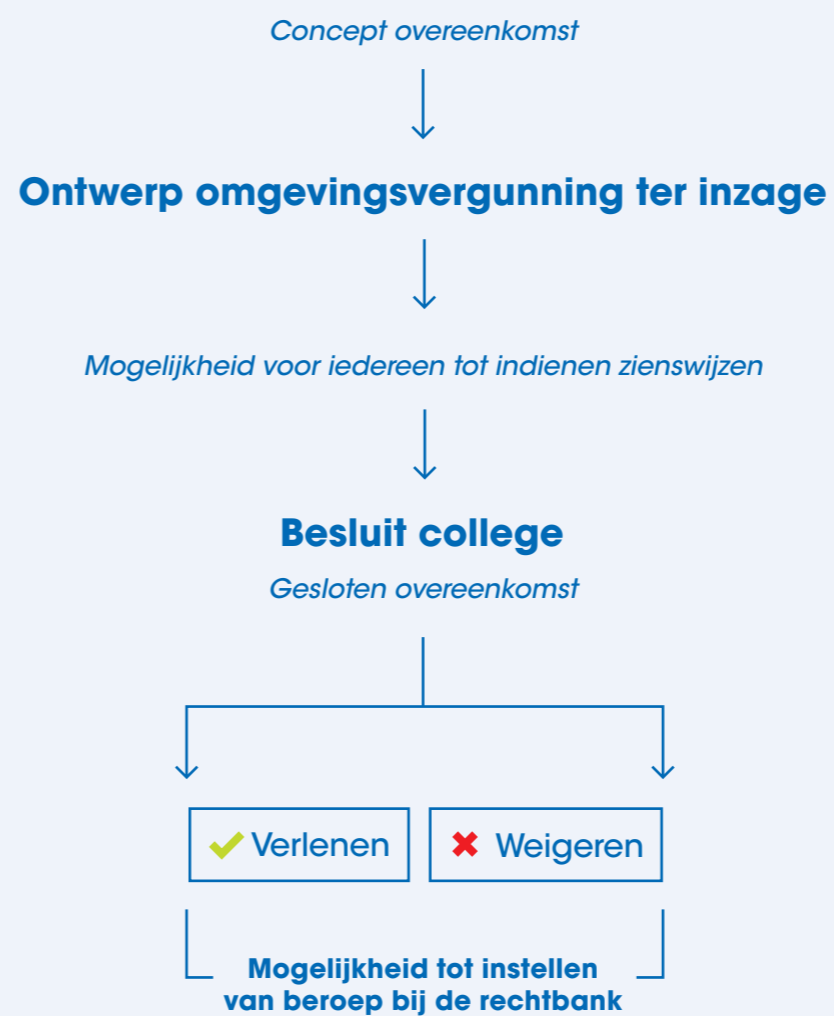 Concept overeenkomst
Ontwerp omgevingsvergunning ter inzage
Mogelijkheid voor iedereen tot indienen zienswijzen
Besluit college
Gesloten overeenkomst
Verlenen
Weigeren
Mogelijkheid tot instellen
van beroep bij de rechtbank